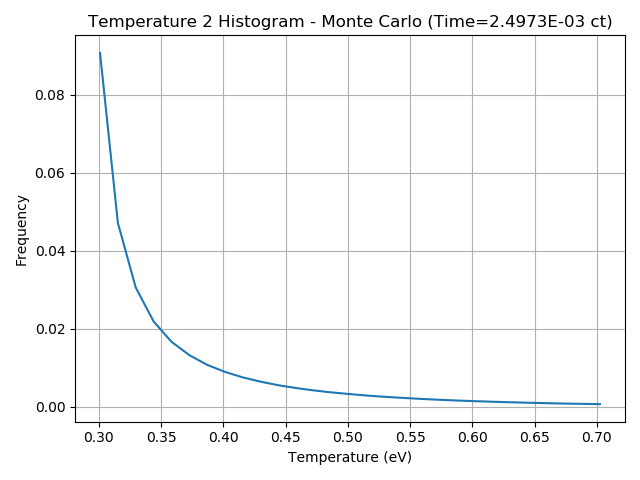 Temperature 2 Histogram - Monte Carlo (Time=2.4973E-03 ct)
0.08
0.06
0.04
0.02
0.00
Frequency
0.30 0.35 0.40 0.45 0.50 0.55 0.60 0.65 0.70
Temperature (eV)